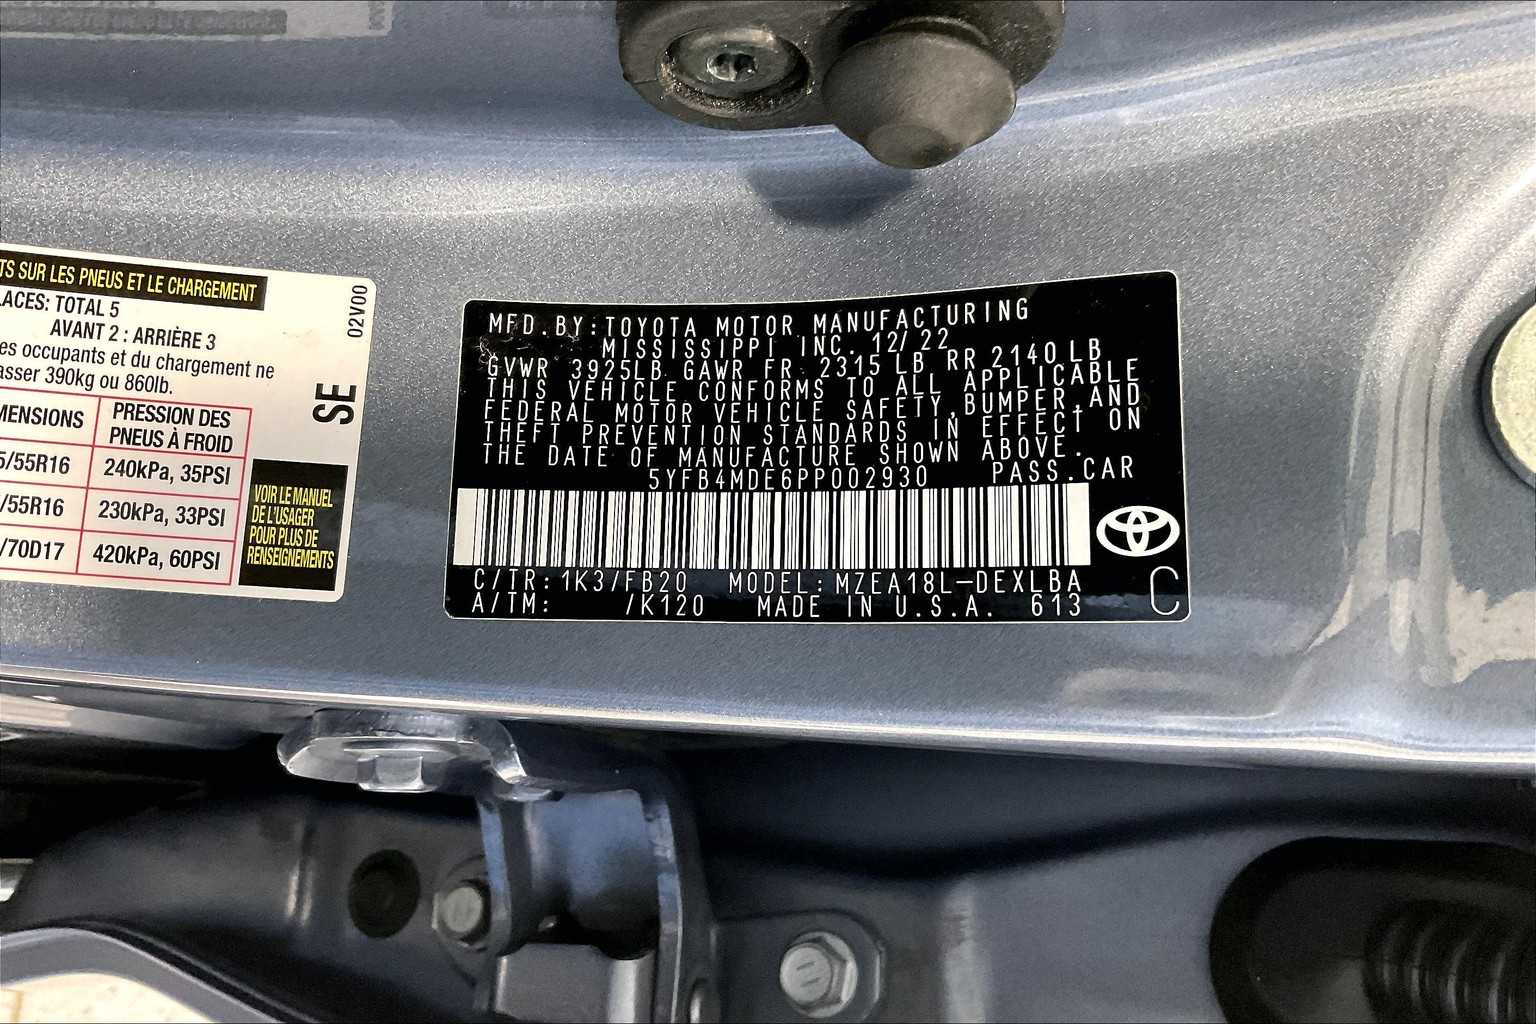 TS SUR LES PNEUS ET LE CHARGEMENT
LACES: TOTAL 5
AVANT 2 : ARRIÈRE 3
es occupants et du chargement ne
asser 390kg ou 860lb.
MENSIONS PRESSION DES PNEUS À FROID
5/55R16 240kPa, 35PSI
/55R16 230kPa, 33PSI
/70D17 420kPa, 60PSI
02V00
SE
VOIR LE MANUEL
DE L'USAGER
POUR PLUS DE
RENSEIGNEMENTS
MFD.BY:TOYOTA MOTOR MANUFACTURING
MISSISSIPPI INC. 12/22
GVWR 3925LB GAWR FR 2315 LB RR 2140LB
THIS VEHICLE CONFORMS TO ALL APPLICABLE
FEDERAL MOTOR VEHICLE SAFETY,BUMPER,AND
THEFT PREVENTION STANDARDS IN EFFECT ON
THE DATE OF MANUFACTURE SHOWN ABOVE.
5YFB4MDE6PP002930 PASS.CAR
C/TR:1K3/FB20 MODEL:MZEA18L-DEXLBA
A/TM: /K120 MADE IN U.S.A. 613
C